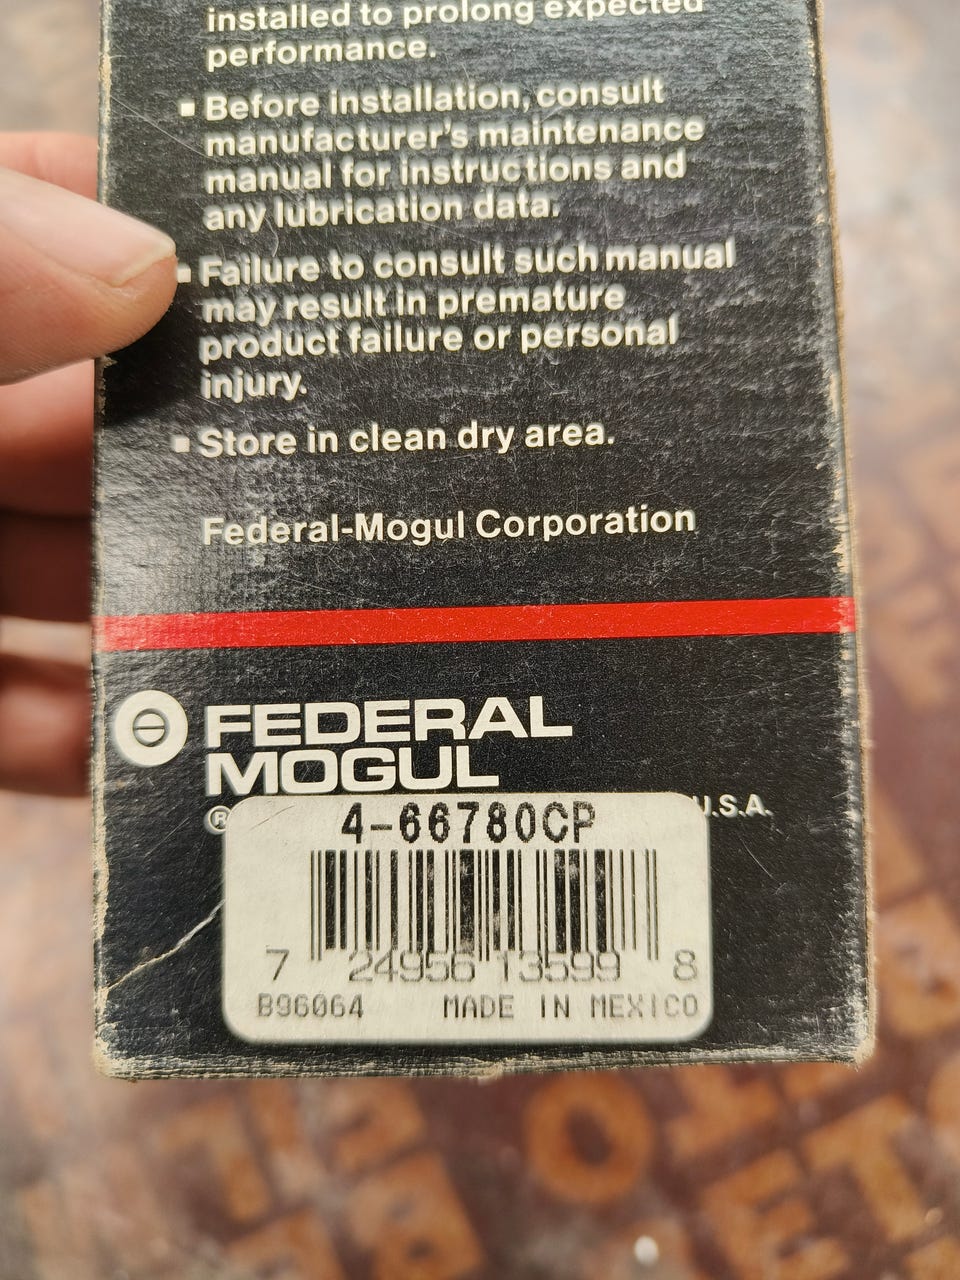 installed to prolong expected
performance.
▪ Before installation, consult
manufacturer's maintenance
manual for instructions and
any lubrication data.
▪ Failure to consult such manual
may result in premature
product failure or personal
injury.
▪ Store in clean dry area.
Federal-Mogul Corporation
FEDERAL
MOGUL
® U.S.A.
4-66780CP
7 24956 13599 8
B96064 MADE IN MEXICO